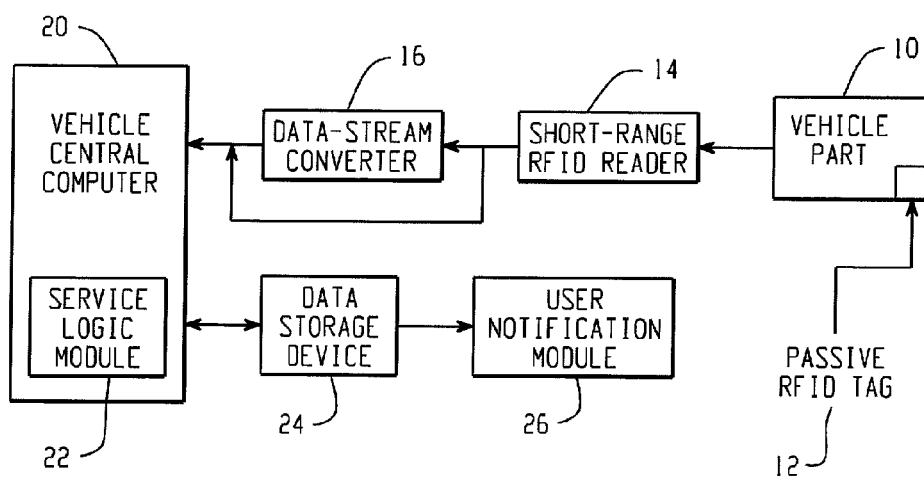 20
16
14
10
VEHICLE
CENTRAL
COMPUTER
DATA-STREAM
CONVERTER
SHORT-RANGE
RFID READER
VEHICLE
PART
SERVICE
LOGIC
MODULE
DATA
STORAGE
DEVICE
USER
NOTIFICATION
MODULE
PASSIVE
RFID TAG
22
24
26
12